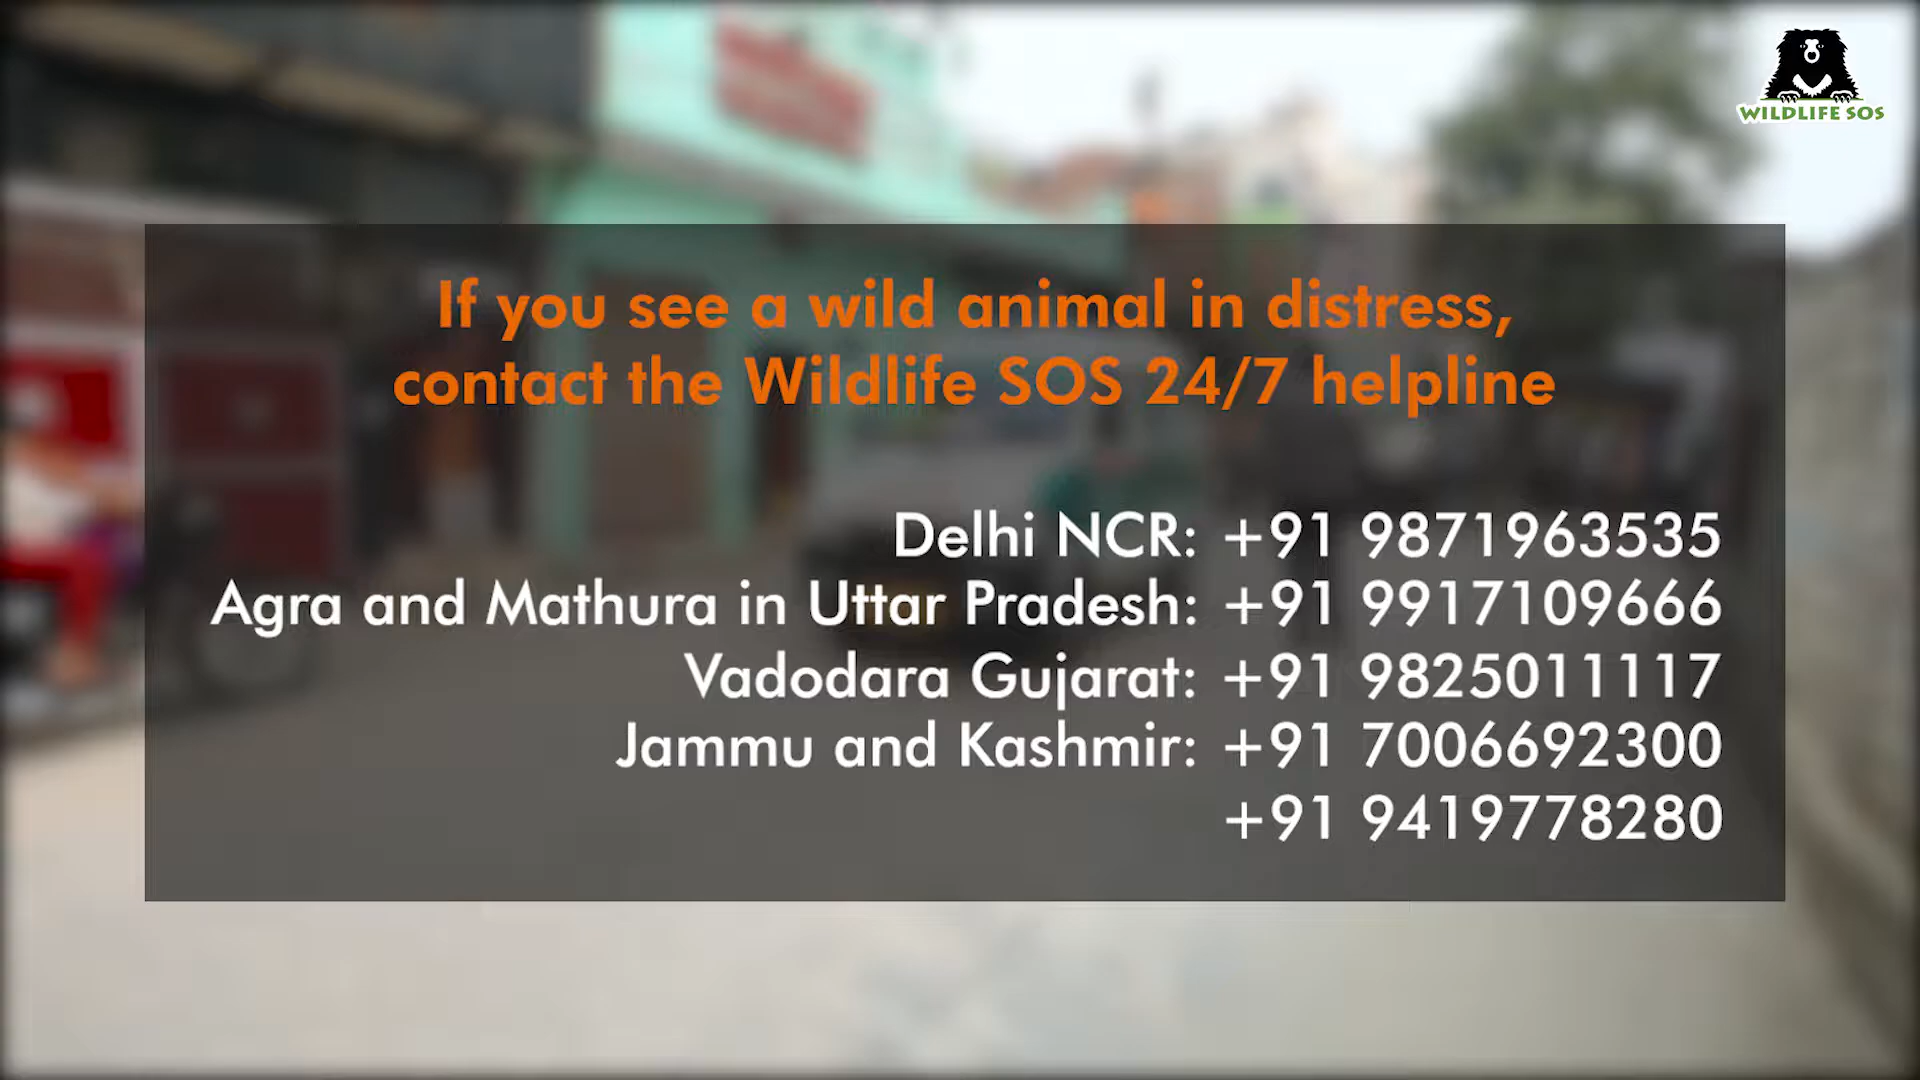 WILDLIFE SOS
If you see a wild animal in distress,
contact the Wildlife SOS 24/7 helpline
Delhi NCR: +91 9871963535
Agra and Mathura in Uttar Pradesh: +91 9917109666
Vadodara Gujarat: +91 9825011117
Jammu and Kashmir: +91 7006692300
+91 9419778280